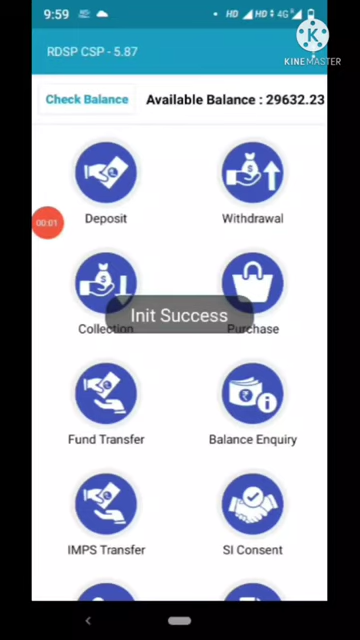 9:59
HD HD 4G
KINEMASTER
RDSP CSP - 5.87
Check Balance Available Balance : 29632.23
Deposit Withdrawal
00:01
Init Success
Collection Purchase
Fund Transfer Balance Enquiry
IMPS Transfer SI Consent